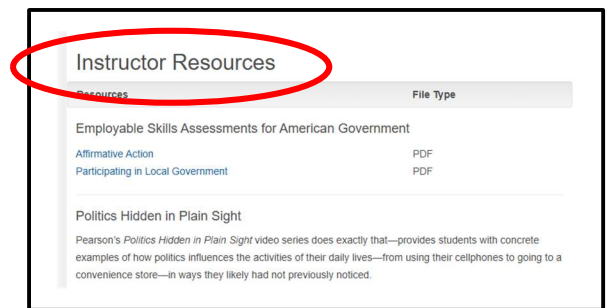 Instructor Resources
Resources File Type
Employable Skills Assessments for American Government
Affirmative Action PDF
Participating in Local Government PDF
Politics Hidden in Plain Sight
Pearson's Politics Hidden in Plain Sight video series does exactly that—provides students with concrete
examples of how politics influences the activities of their daily lives—from using their cellphones to going to a
convenience store—in ways they likely had not previously noticed.